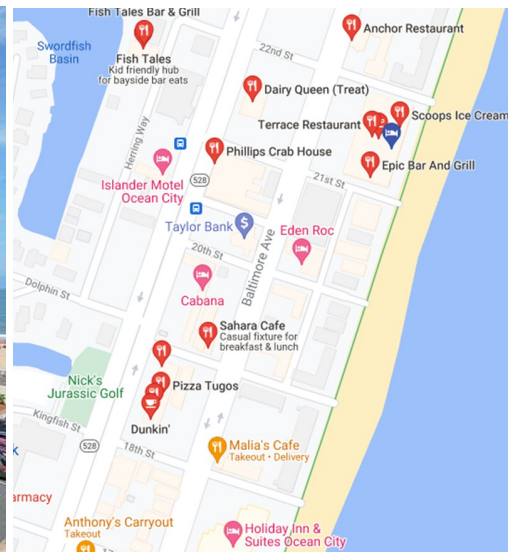 Fish Tales Bar & Grill
Anchor Restaurant
Swordfish
Basin
22nd St
Fish Tales
Kid friendly hub
for bayside bar eats
Dairy Queen (Treat)
Scoops Ice Cream
Terrace Restaurant
Herring Way
Phillips Crab House
Epic Bar And Grill
528
Islander Motel
Ocean City
21st St
Taylor Bank
$
Eden Roc
20th St
Baltimore Ave
Dolphin St
Cabana
Sahara Cafe
Casual fixture for
breakfast & lunch
Nick's
Jurassic Golf
Pizza Tugos
Kingfish St
Dunkin'
528
18th St
Malia's Cafe
Takeout • Delivery
k
armacy
Anthony's Carryout
Takeout
Holiday Inn &
Suites Ocean City